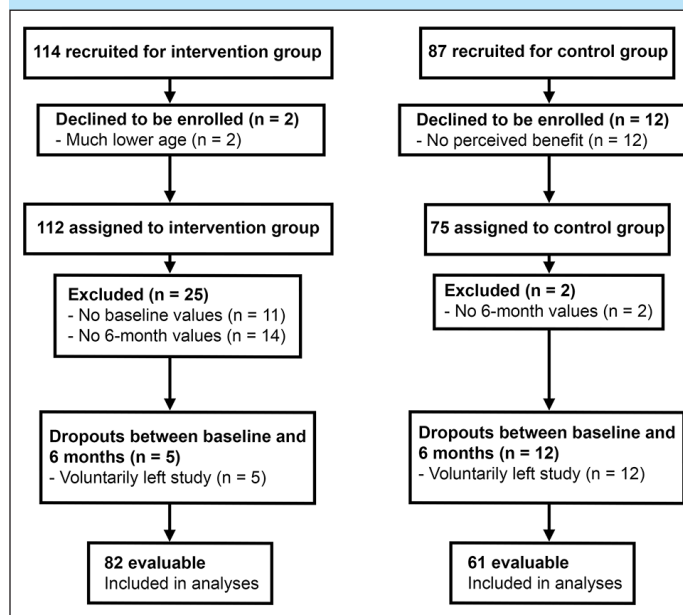 114 recruited for intervention group
Declined to be enrolled (n = 2)
- Much lower age (n = 2)
112 assigned to intervention group
Excluded (n = 25)
- No baseline values (n = 11)
- No 6-month values (n = 14)
Dropouts between baseline and
6 months (n = 5)
- Voluntarily left study (n = 5)
82 evaluable
Included in analyses
87 recruited for control group
Declined to be enrolled (n = 12)
- No perceived benefit (n = 12)
75 assigned to control group
Excluded (n = 2)
- No 6-month values (n = 2)
Dropouts between baseline and
6 months (n = 12)
- Voluntarily left study (n = 12)
61 evaluable
Included in analyses